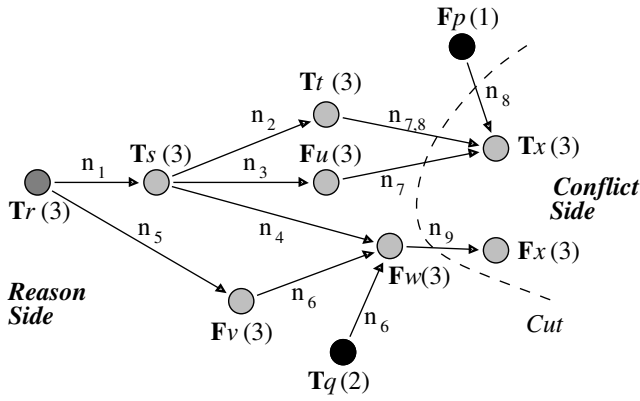 Fp (1)
n8
Tt (3)
n2
n7,8
Ts (3)
Fu (3)
Tx (3)
n1
n3
n7
Conflict
Side
Tr (3)
n5
n4
n9
Fw(3)
Fx (3)
Reason
Side
n6
Fv (3)
n6
Cut
Tq (2)